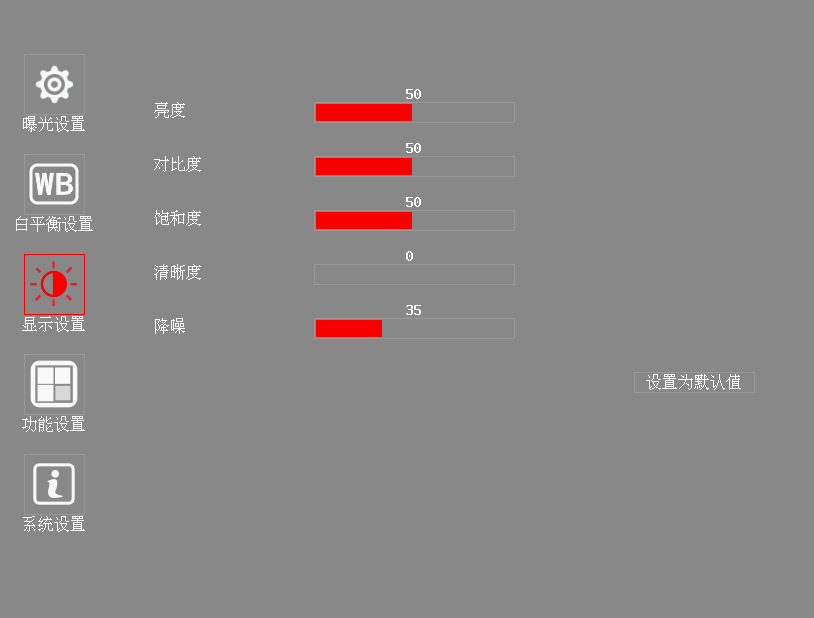 曝光设置
WB
白平衡设置
显示设置
功能设置
i
系统设置
亮度
50
对比度
50
饱和度
50
清晰度
0
降噪
35
设置为默认值